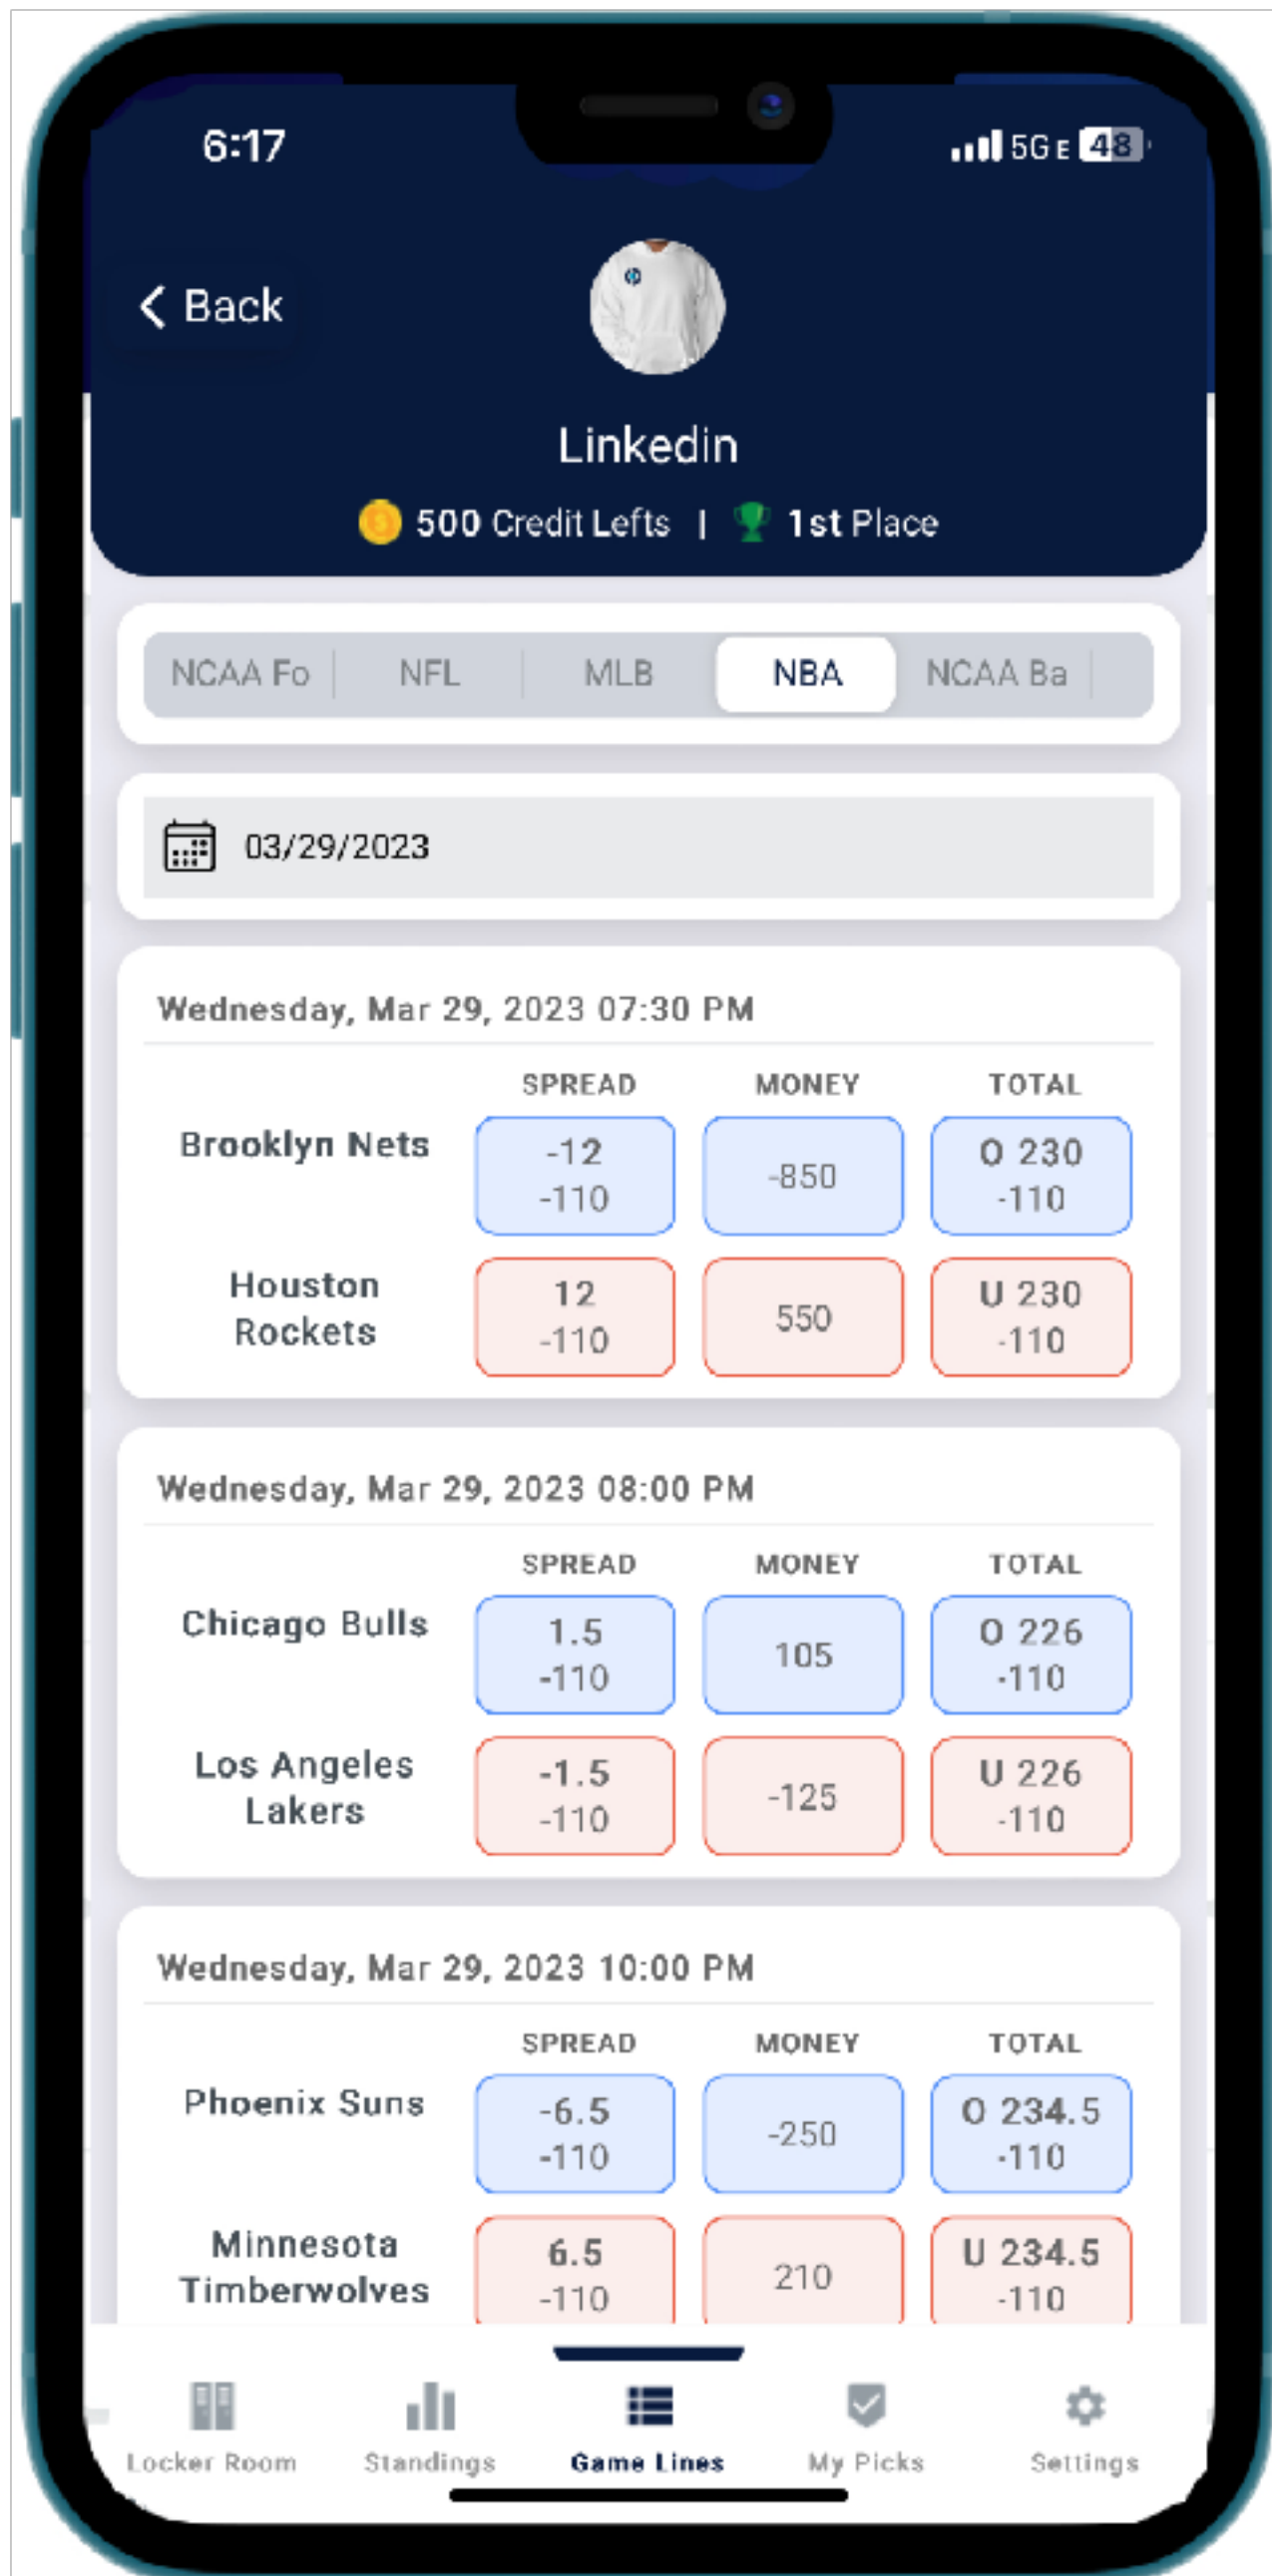 6:17
5G E 48
Back
Linkedin
500 Credit Lefts | 1st Place
NCAA Fo NFL MLB NBA NCAA Ba
03/29/2023
Wednesday, Mar 29, 2023 07:30 PM
SPREAD MONEY TOTAL
Brooklyn Nets
-12
-110
-850
O 230
-110
Houston
Rockets
12
-110
550
U 230
-110
Wednesday, Mar 29, 2023 08:00 PM
SPREAD MONEY TOTAL
Chicago Bulls
1.5
-110
105
O 226
-110
Los Angeles
Lakers
-1.5
-110
-125
U 226
-110
Wednesday, Mar 29, 2023 10:00 PM
SPREAD MONEY TOTAL
Phoenix Suns
-6.5
-110
-250
O 234.5
-110
Minnesota
Timberwolves
6.5
-110
210
U 234.5
-110
Locker Room Standings Game Lines My Picks Settings